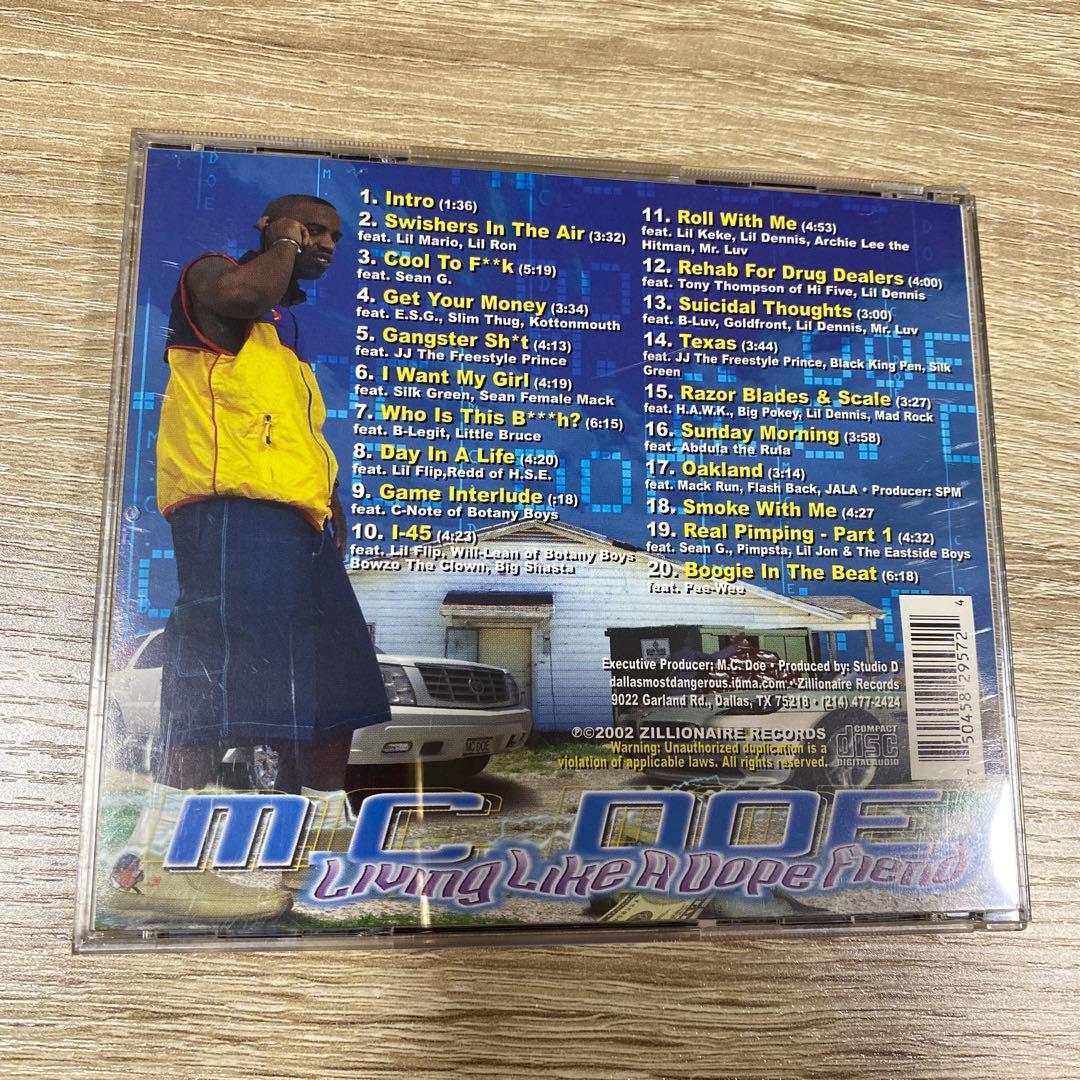 1. Intro (1:36)
2. Swishers In The Air (3:32)
feat. Lil Mario, Lil Ron
3. Cool To F**k (5:19)
feat. Sean G.
4. Get Your Money (3:34)
feat. E.S.G., Slim Thug, Kottonmouth
5. Gangster Sh*t (4:13)
feat. JJ The Freestyle Prince
6. I Want My Girl (4:19)
feat. Silk Green, Sean Female Mack
7. Who Is This B***h? (6:15)
feat. B-Legit, Little Bruce
8. Day In A Life (4:20)
feat. Lil Flip,Redd of H.S.E.
9. Game Interlude (:18)
feat. C-Note of Botany Boys
10. I-45 (4:23)
feat. Lil Flip, Will-Lean of Botany Boys
Bowzo The Clown, Big Shasta
11. Roll With Me (4:53)
feat. Lil Keke, Lil Dennis, Archie Lee the
Hitman, Mr. Luv
12. Rehab For Drug Dealers (4:00)
feat. Tony Thompson of Hi Five, Lil Dennis
13. Suicidal Thoughts (3:00)
feat. B-Luv, Goldfront, Lil Dennis, Mr. Luv
14. Texas (3:44)
feat. JJ The Freestyle Prince, Black King Pen, Silk
Green
15. Razor Blades & Scale (3:27)
feat. H.A.W.K., Big Pokey, Lil Dennis, Mad Rock
16. Sunday Morning (3:58)
feat. Abdula the Rula
17. Oakland (3:14)
feat. Mack Run, Flash Back, JALA • Producer: SPM
18. Smoke With Me (4:27
19. Real Pimping - Part 1 (4:32)
feat. Sean G., Pimpsta, Lil Jon & The Eastside Boys
20. Boogie In The Beat (6:18)
feat. Pee-Wee
Executive Producer: M.C. Doe • Produced by: Studio D
dallasmostdangerous.iuma.com • Zillionaire Records
9022 Garland Rd., Dallas, TX 75218 • (214) 477-2424
℗©2002 ZILLIONAIRE RECORDS
Warning: Unauthorized duplication is a
violation of applicable laws. All rights reserved.
COMPACT
disc
DIGITAL AUDIO
7 50458 29572 4
MC DOE
M.C. DOE
Living Like A Dope Fiend